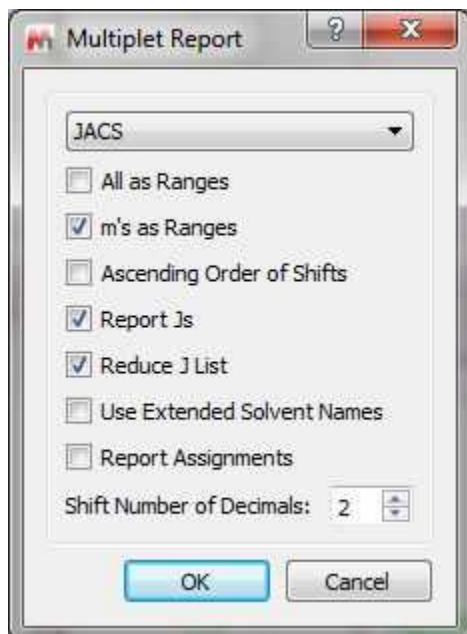 Multiplet Report
JACS
All as Ranges
m's as Ranges
Ascending Order of Shifts
Report Js
Reduce J List
Use Extended Solvent Names
Report Assignments
Shift Number of Decimals: 2
OK Cancel